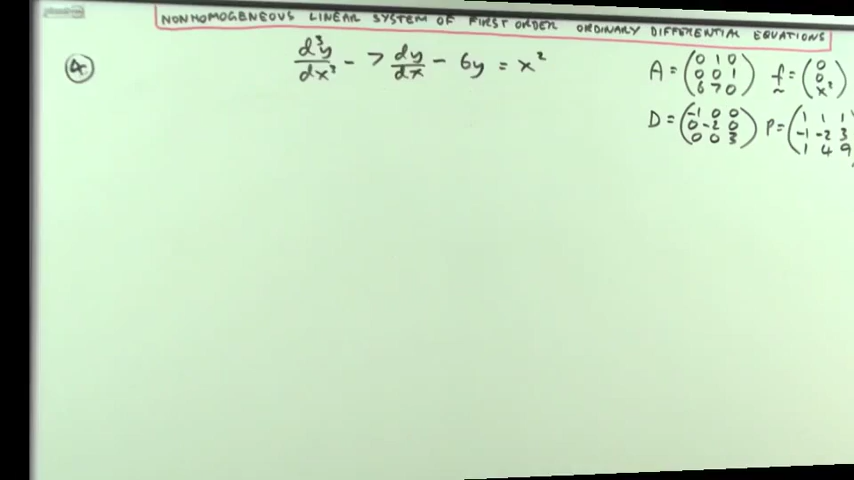 NONHOMOGENEOUS LINEAR SYSTEM OF FIRST ORDER ORDINARY DIFFERENTIAL EQUATIONS
④ d³y/dx³ - 7 dy/dx - 6y = x²
A = (0 1 0
0 0 1
6 7 0) f = (0
~ 0
x²)
D = (-1 0 0
0 -2 0
0 0 3) P = (1 1 1
-1 -2 3
1 4 9